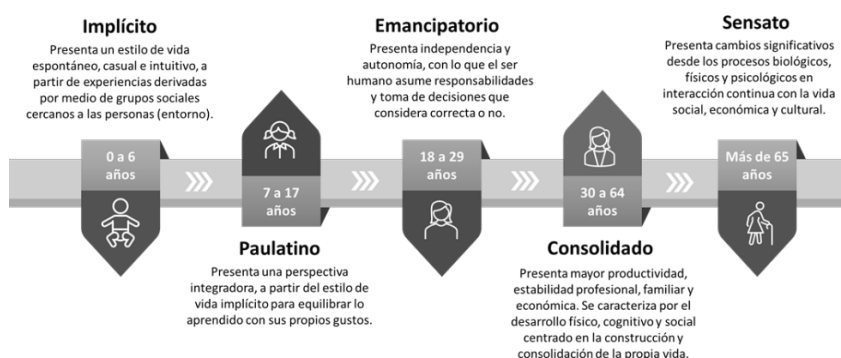 Implícito
Presenta un estilo de vida
espontáneo, casual e intuitivo, a
partir de experiencias derivadas
por medio de grupos sociales
cercanos a las personas (entorno).
0 a 6
años
7 a 17
años
Paulatino
Presenta una perspectiva
integradora, a partir del estilo de
vida implícito para equilibrar lo
aprendido con sus propios gustos.
Emancipatorio
Presenta independencia y
autonomía, con lo que el ser
humano asume responsabilidades
y toma de decisiones que
considera correcta o no.
18 a 29
años
30 a 64
años
Consolidado
Presenta mayor productividad,
estabilidad profesional, familiar y
económica. Se caracteriza por el
desarrollo físico, cognitivo y social
centrado en la construcción y
consolidación de la propia vida.
Sensato
Presenta cambios significativos
desde los procesos biológicos,
físicos y psicológicos en
interacción continua con la vida
social, económica y cultural.
Más de 65
años